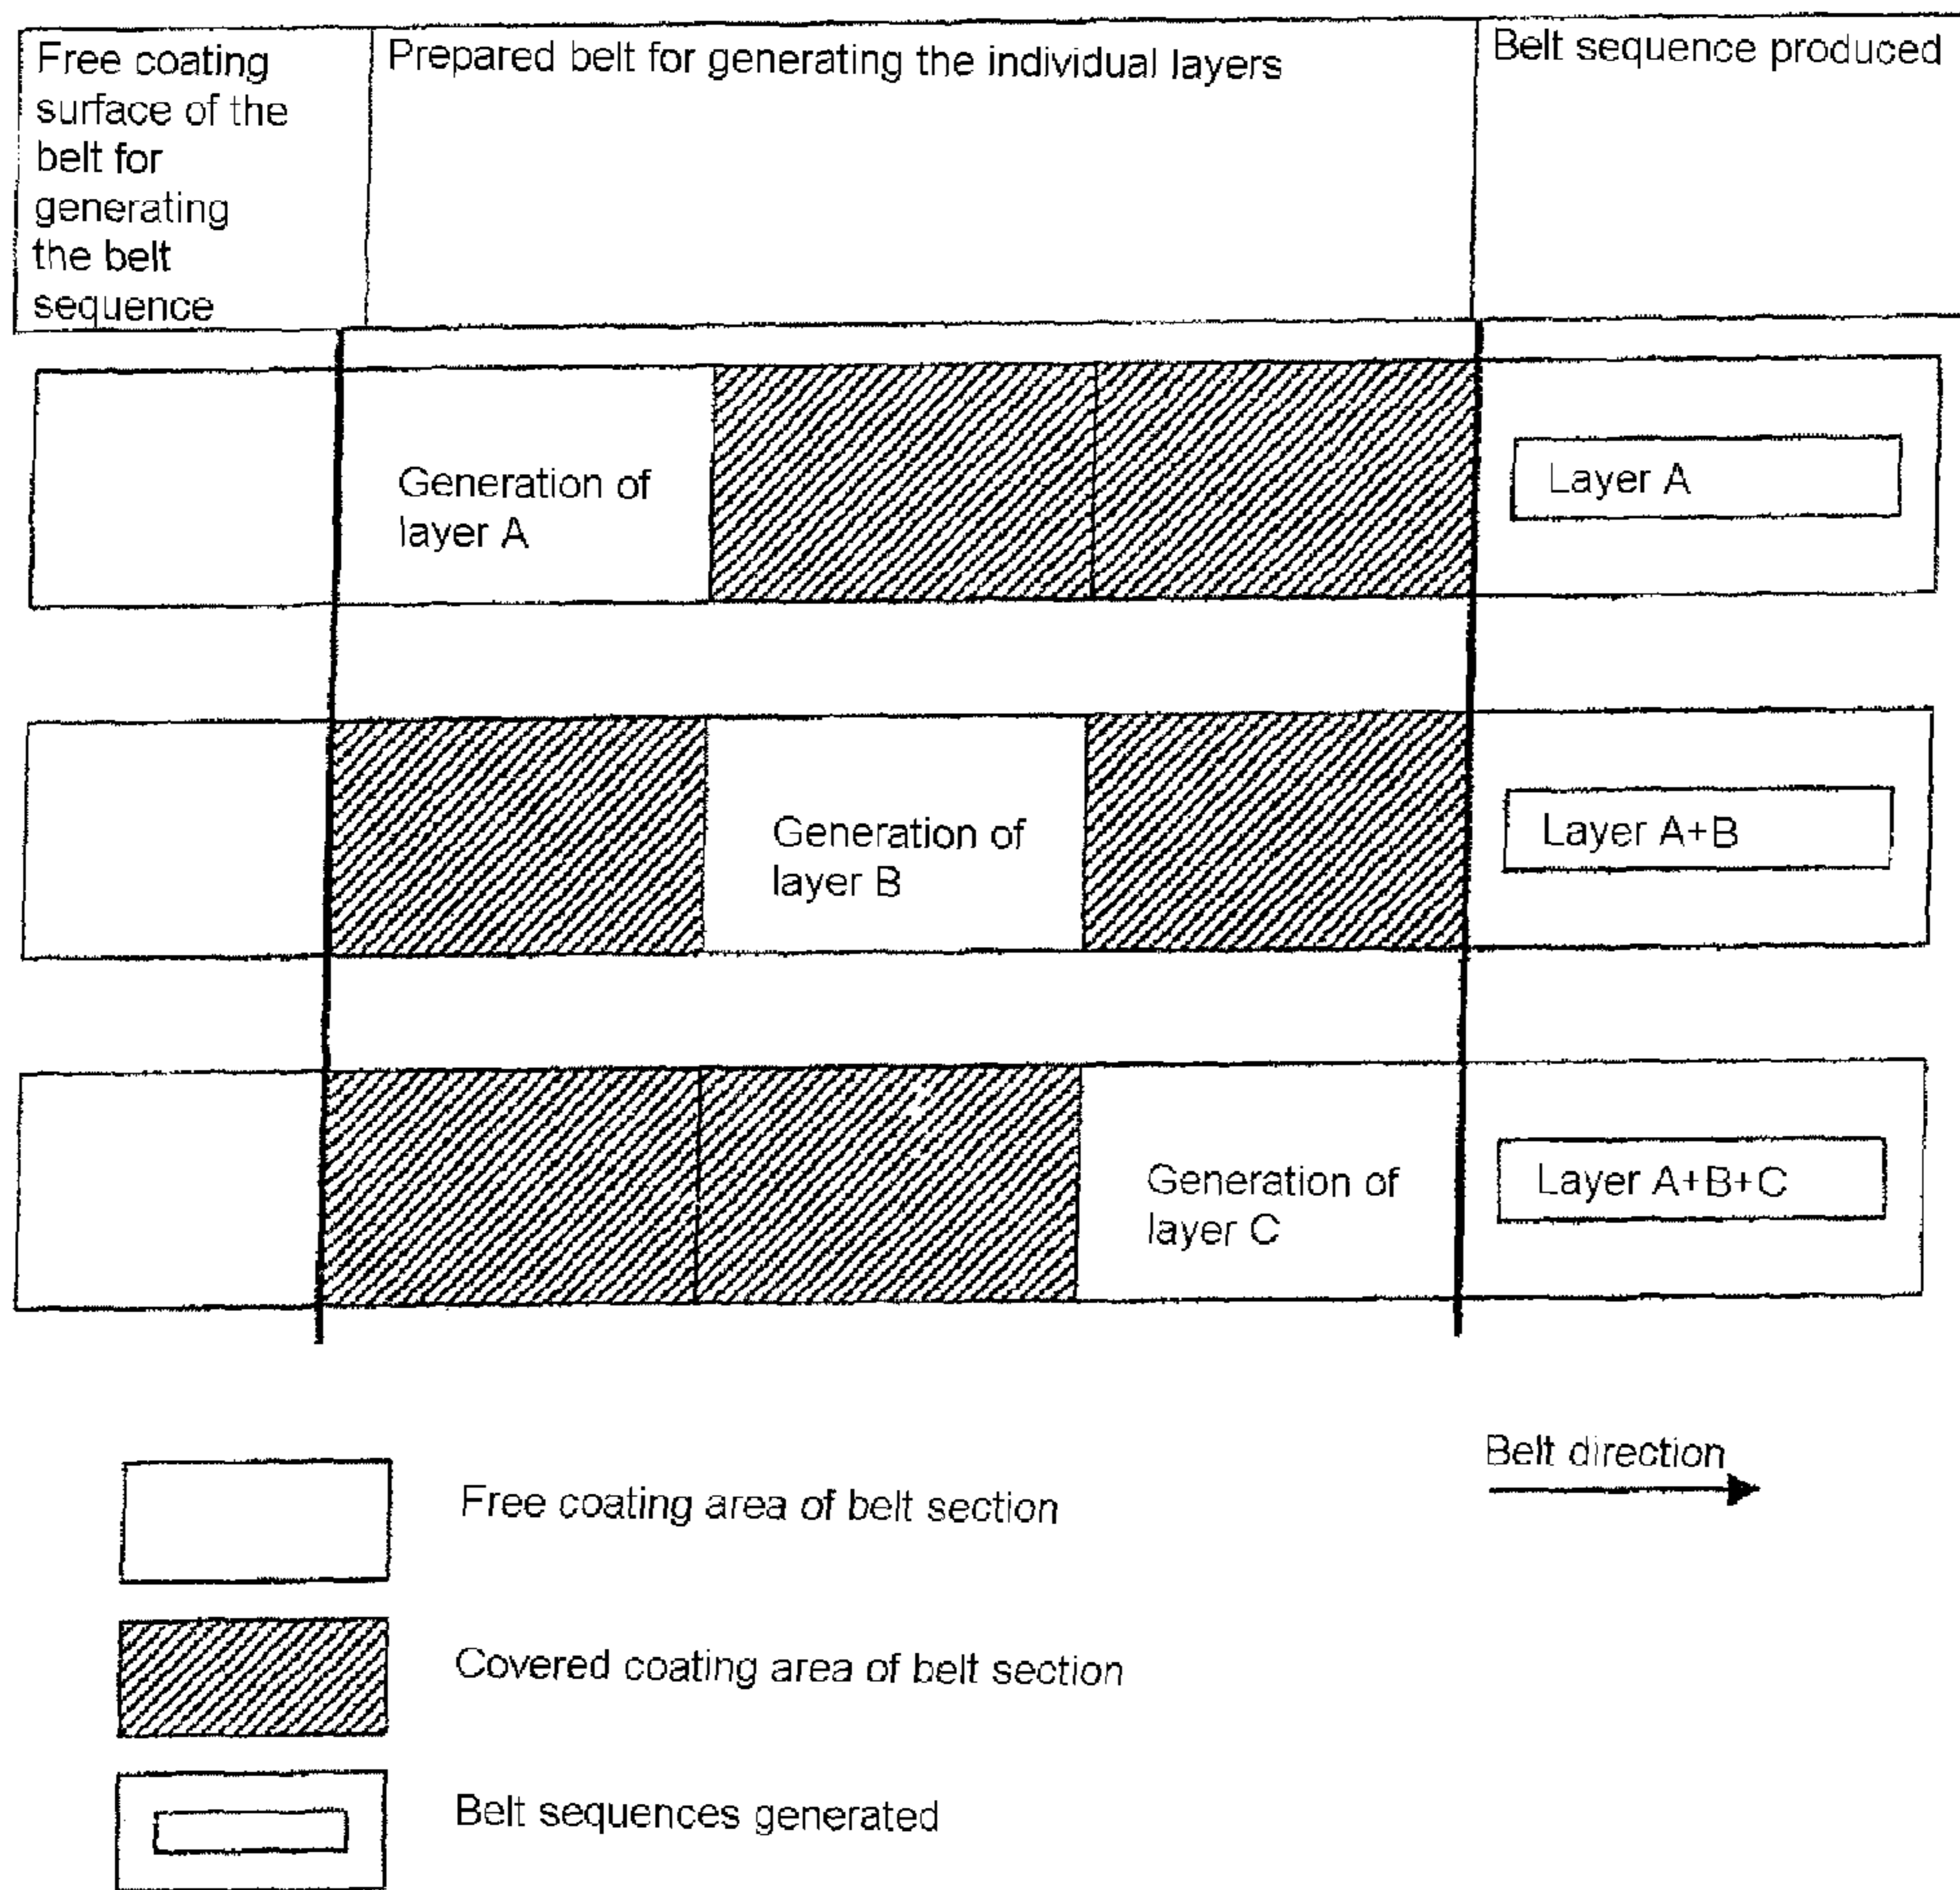 Free coating
surface of the
belt for
generating
the belt
sequence
Prepared belt for generating the individual layers
Belt sequence produced
Generation of
layer A
Layer A
Generation of
layer B
Layer A+B
Generation of
layer C
Layer A+B+C
Belt direction
Free coating area of belt section
Covered coating area of belt section
Belt sequences generated